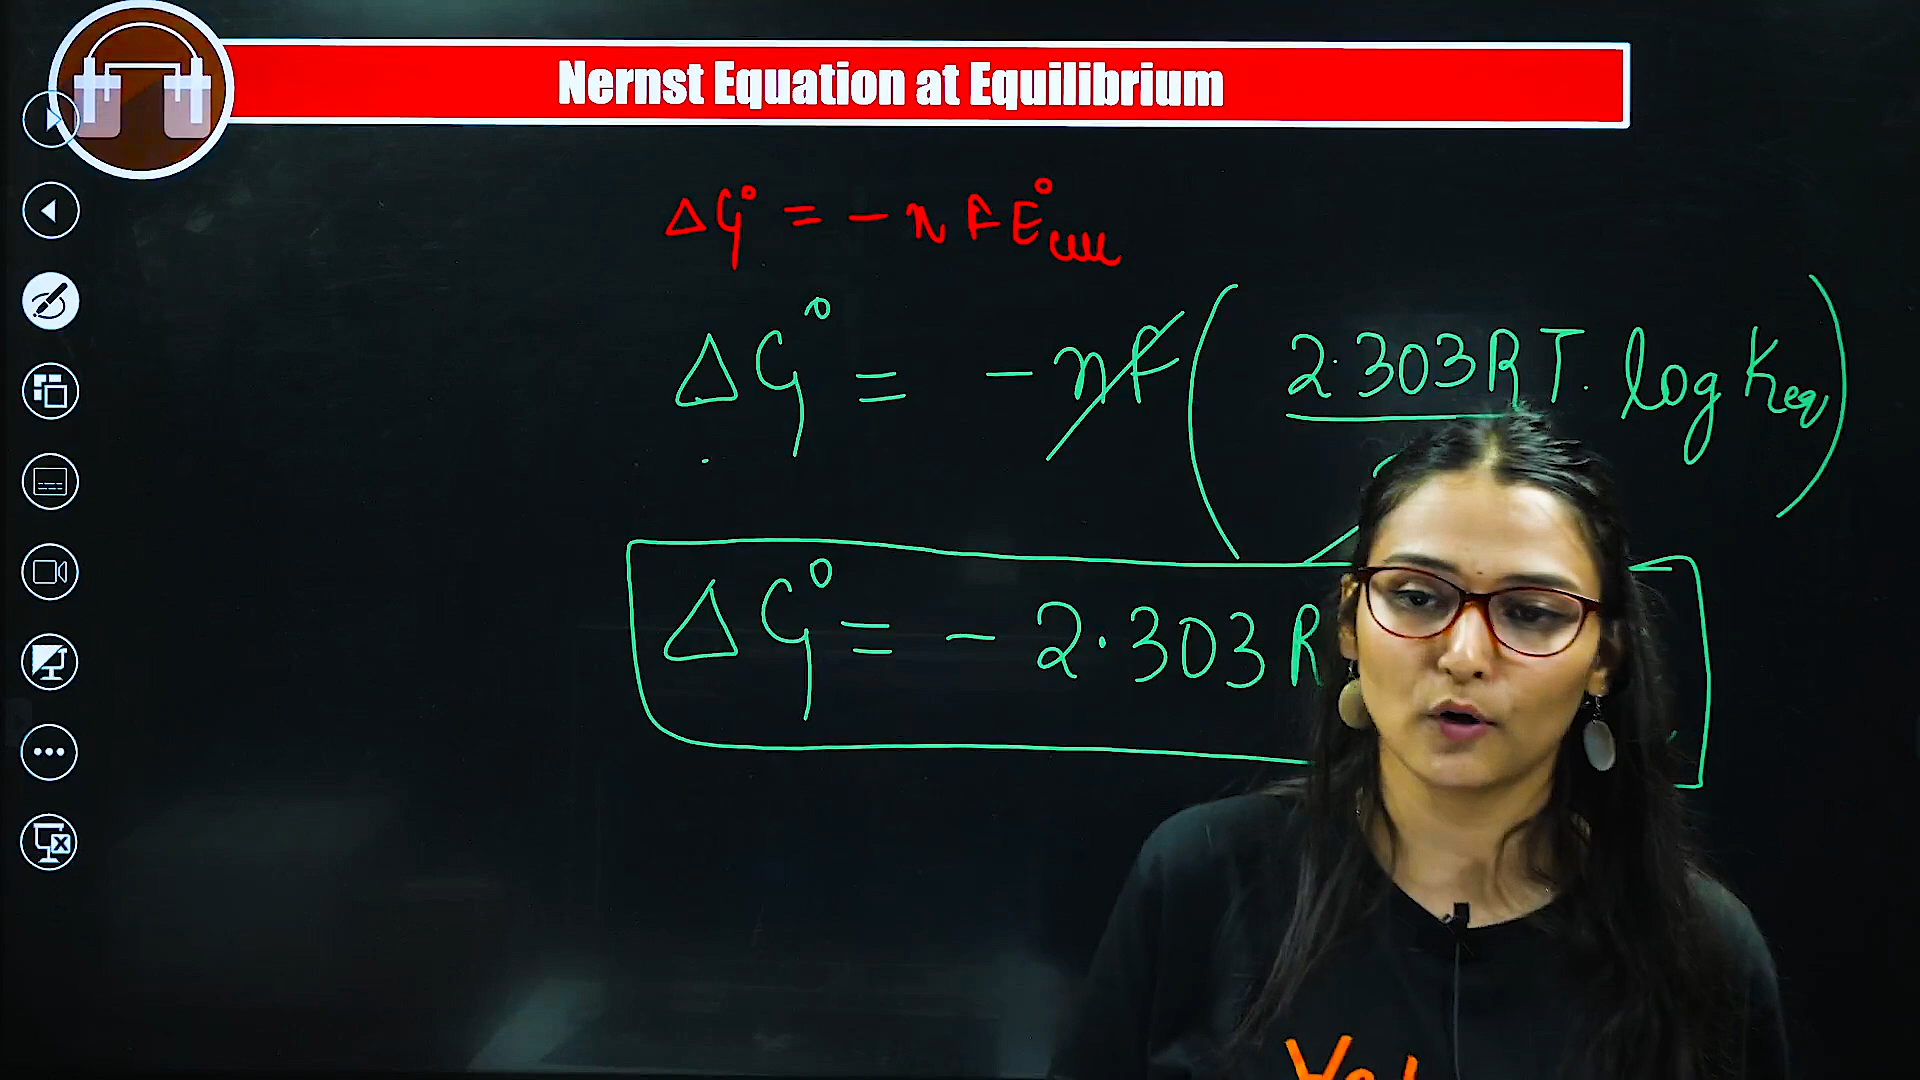 Nernst Equation at Equilibrium
ΔG° = - nFE°cell
ΔG° = - nF ( 2.303RT. log Keq )
ΔG° = - 2.303R